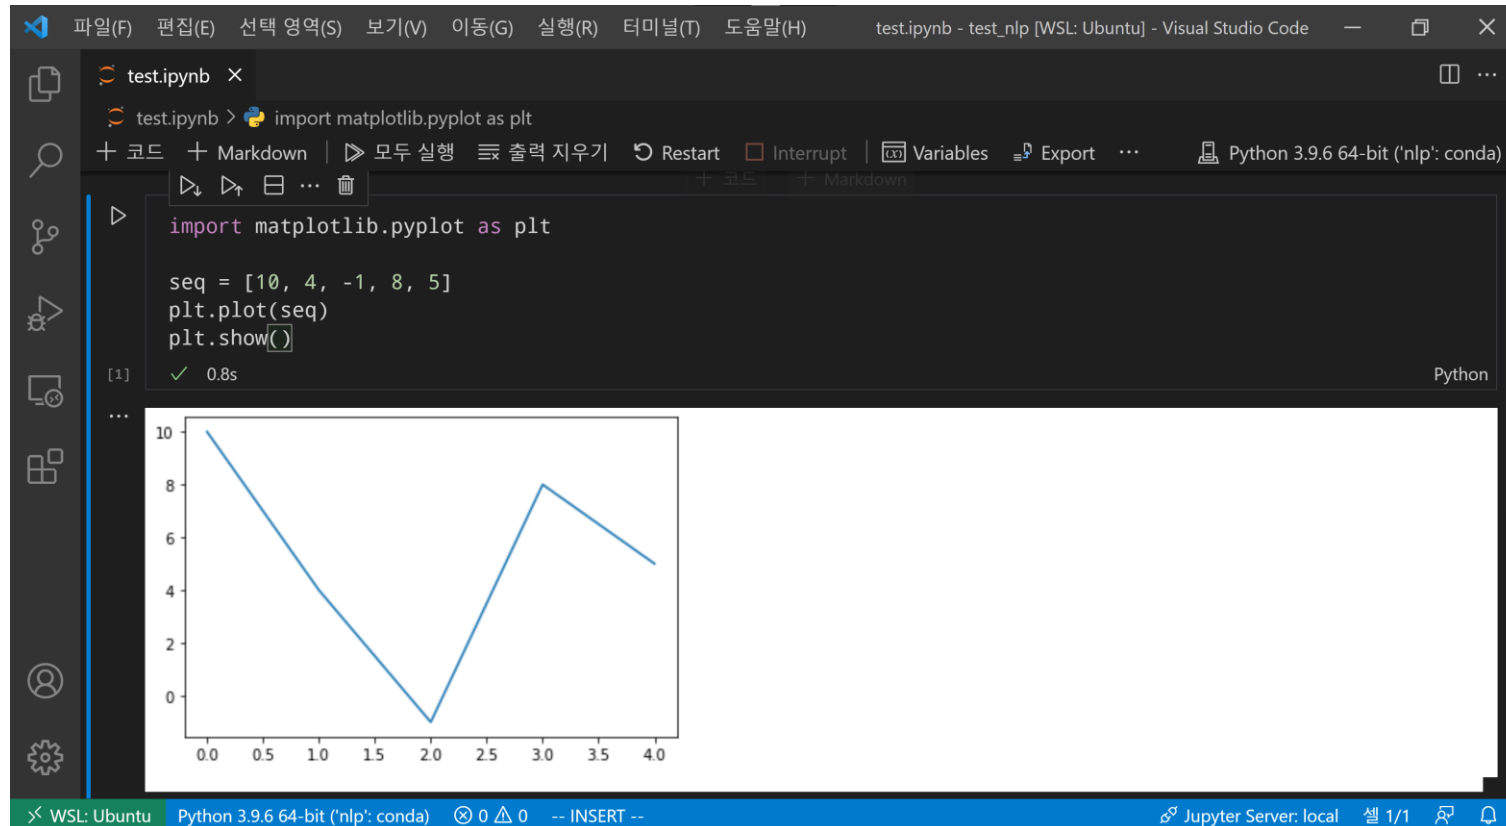 파일(F) 편집(E) 선택 영역(S) 보기(V) 이동(G) 실행(R) 터미널(T) 도움말(H) test.ipynb - test_nlp [WSL: Ubuntu] - Visual Studio Code
test.ipynb
test.ipynb > import matplotlib.pyplot as plt
+ 코드 + Markdown 모두 실행 출력 지우기 Restart Interrupt Variables Export ··· Python 3.9.6 64-bit ('nlp': conda)
+ 코드 + Markdown
import matplotlib.pyplot as plt
seq = [10, 4, -1, 8, 5]
plt.plot(seq)
plt.show()
[1] 0.8s Python
10
8
6
4
2
0
0.0 0.5 1.0 1.5 2.0 2.5 3.0 3.5 4.0
WSL: Ubuntu Python 3.9.6 64-bit ('nlp': conda) 0 0 -- INSERT -- Jupyter Server: local 셀 1/1